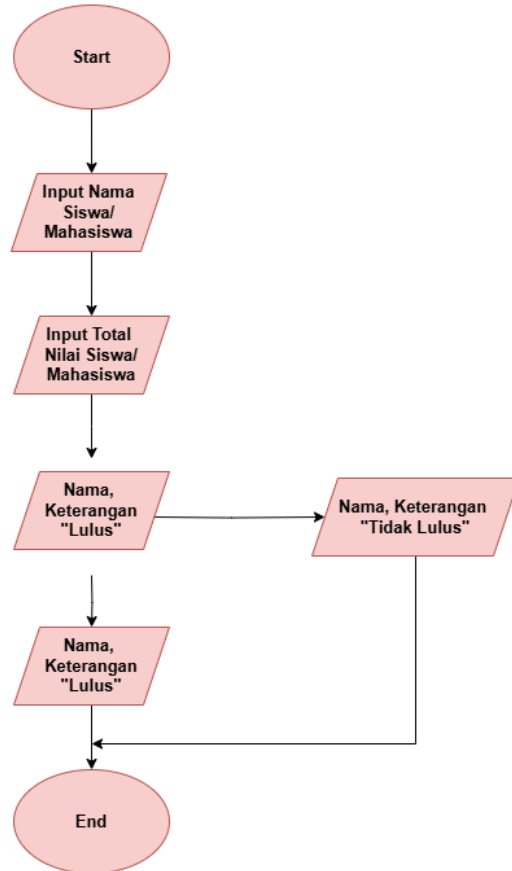 Start
Input Nama
Siswa/
Mahasiswa
Input Total
Nilai Siswa/
Mahasiswa
Nama,
Keterangan
"Lulus"
Nama, Keterangan
"Tidak Lulus"
Nama,
Keterangan
"Lulus"
End